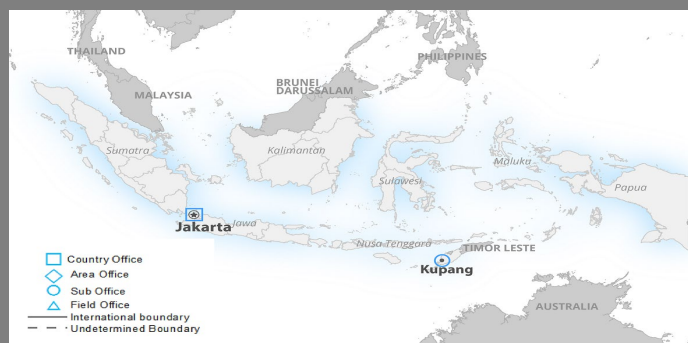 THAILAND
PHILIPPINES
BRUNEI
DARUSSALAM
MALAYSIA
Sumatra
Kalimantan
Maluku
Sulawesi
Papua
Jakarta
Jawa
Nusa Tenggara
TIMOR LESTE
Kupang
Country Office
Area Office
Sub Office
Field Office
International boundary
Undetermined Boundary
AUSTRALIA